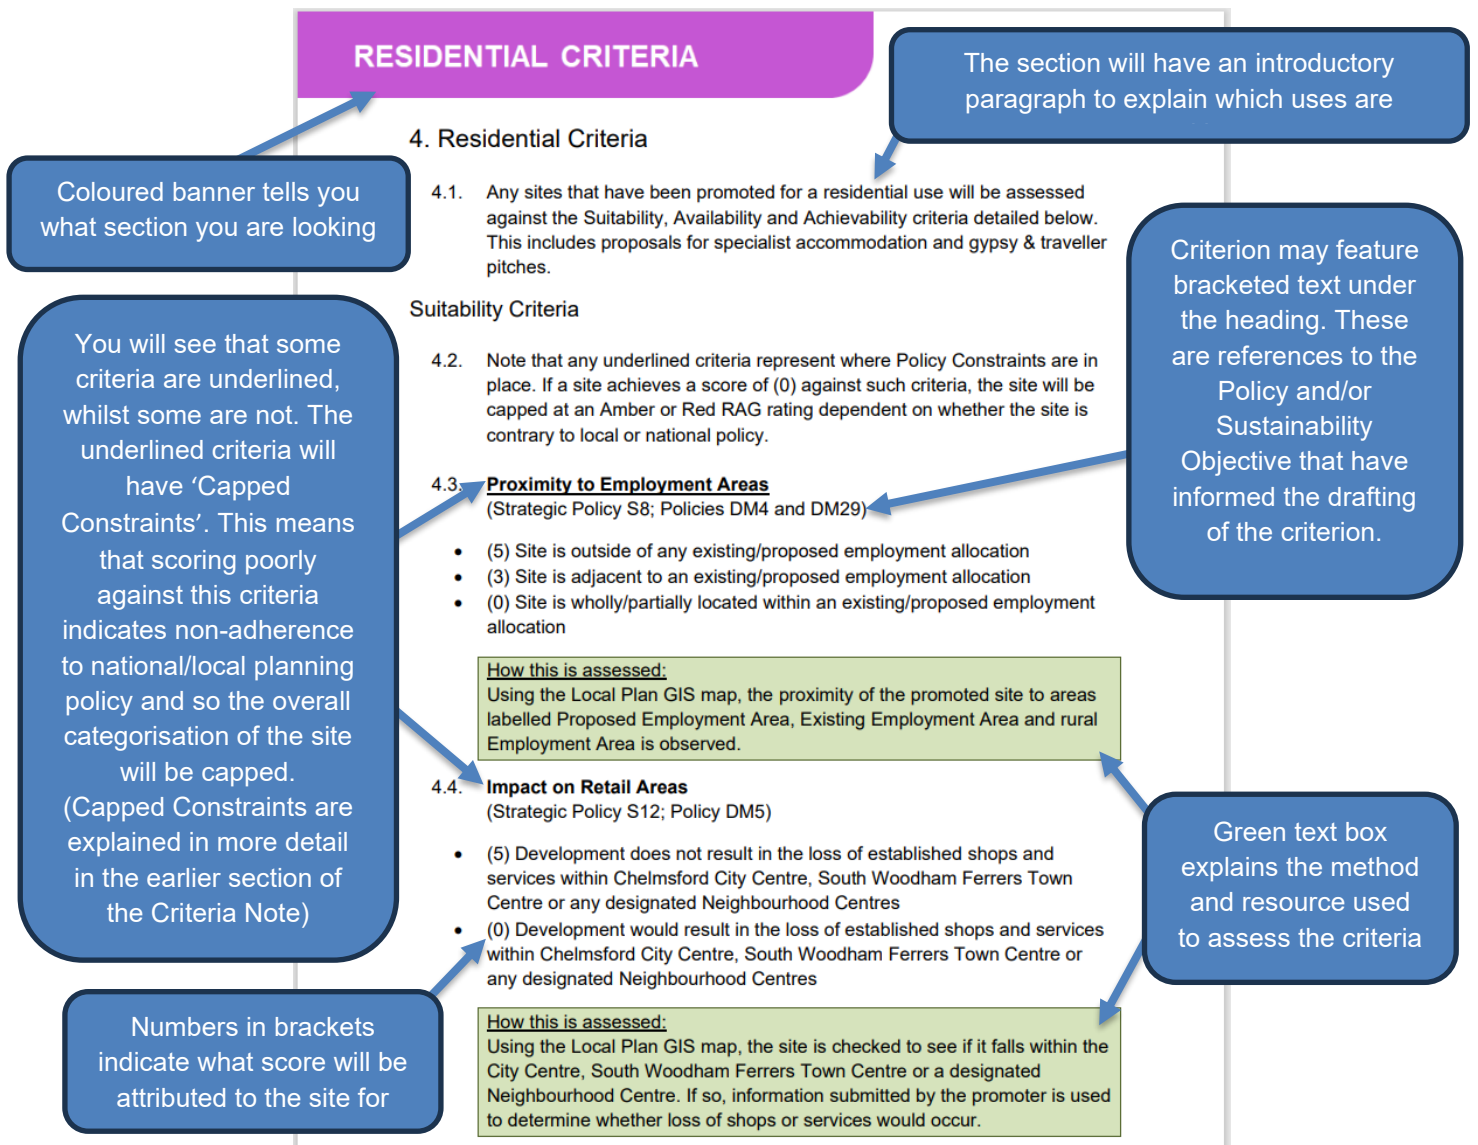 RESIDENTIAL CRITERIA
The section will have an introductory
paragraph to explain which uses are
Coloured banner tells you
what section you are looking
4. Residential Criteria
4.1. Any sites that have been promoted for a residential use will be assessed
against the Suitability, Availability and Achievability criteria detailed below.
This includes proposals for specialist accommodation and gypsy & traveller
pitches.
Criterion may feature
bracketed text under
the heading. These
are references to the
Policy and/or
Sustainability
Objective that have
informed the drafting
of the criterion.
You will see that some
criteria are underlined,
whilst some are not. The
underlined criteria will
have ‘Capped
Constraints’. This means
that scoring poorly
against this criteria
indicates non-adherence
to national/local planning
policy and so the overall
categorisation of the site
will be capped.
(Capped Constraints are
explained in more detail
in the earlier section of
the Criteria Note)
Suitability Criteria
4.2. Note that any underlined criteria represent where Policy Constraints are in
place. If a site achieves a score of (0) against such criteria, the site will be
capped at an Amber or Red RAG rating dependent on whether the site is
contrary to local or national policy.
4.3. Proximity to Employment Areas
(Strategic Policy S8; Policies DM4 and DM29)
• (5) Site is outside of any existing/proposed employment allocation
• (3) Site is adjacent to an existing/proposed employment allocation
• (0) Site is wholly/partially located within an existing/proposed employment
allocation
How this is assessed:
Using the Local Plan GIS map, the proximity of the promoted site to areas
labelled Proposed Employment Area, Existing Employment Area and rural
Employment Area is observed.
4.4. Impact on Retail Areas
(Strategic Policy S12; Policy DM5)
• (5) Development does not result in the loss of established shops and
services within Chelmsford City Centre, South Woodham Ferrers Town
Centre or any designated Neighbourhood Centres
• (0) Development would result in the loss of established shops and services
within Chelmsford City Centre, South Woodham Ferrers Town Centre or
any designated Neighbourhood Centres
Green text box
explains the method
and resource used
to assess the criteria
Numbers in brackets
indicate what score will be
attributed to the site for
How this is assessed:
Using the Local Plan GIS map, the site is checked to see if it falls within the
City Centre, South Woodham Ferrers Town Centre or a designated
Neighbourhood Centre. If so, information submitted by the promoter is used
to determine whether loss of shops or services would occur.